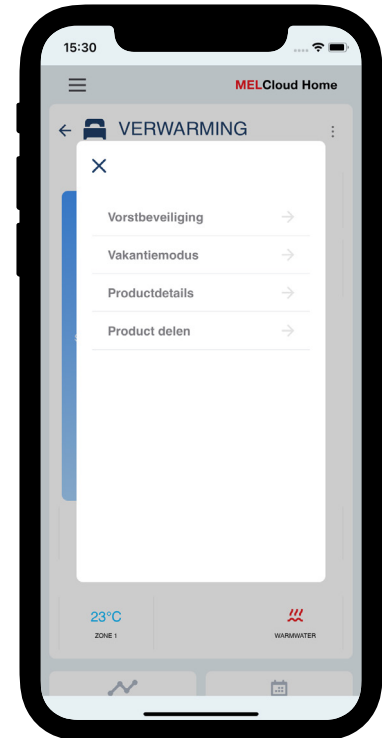 15:30
MELCloud Home
VERWARMING
Vorstbeveiliging
Vakantiemodus
Productdetails
Product delen
23°C
ZONE 1
WARMWATER